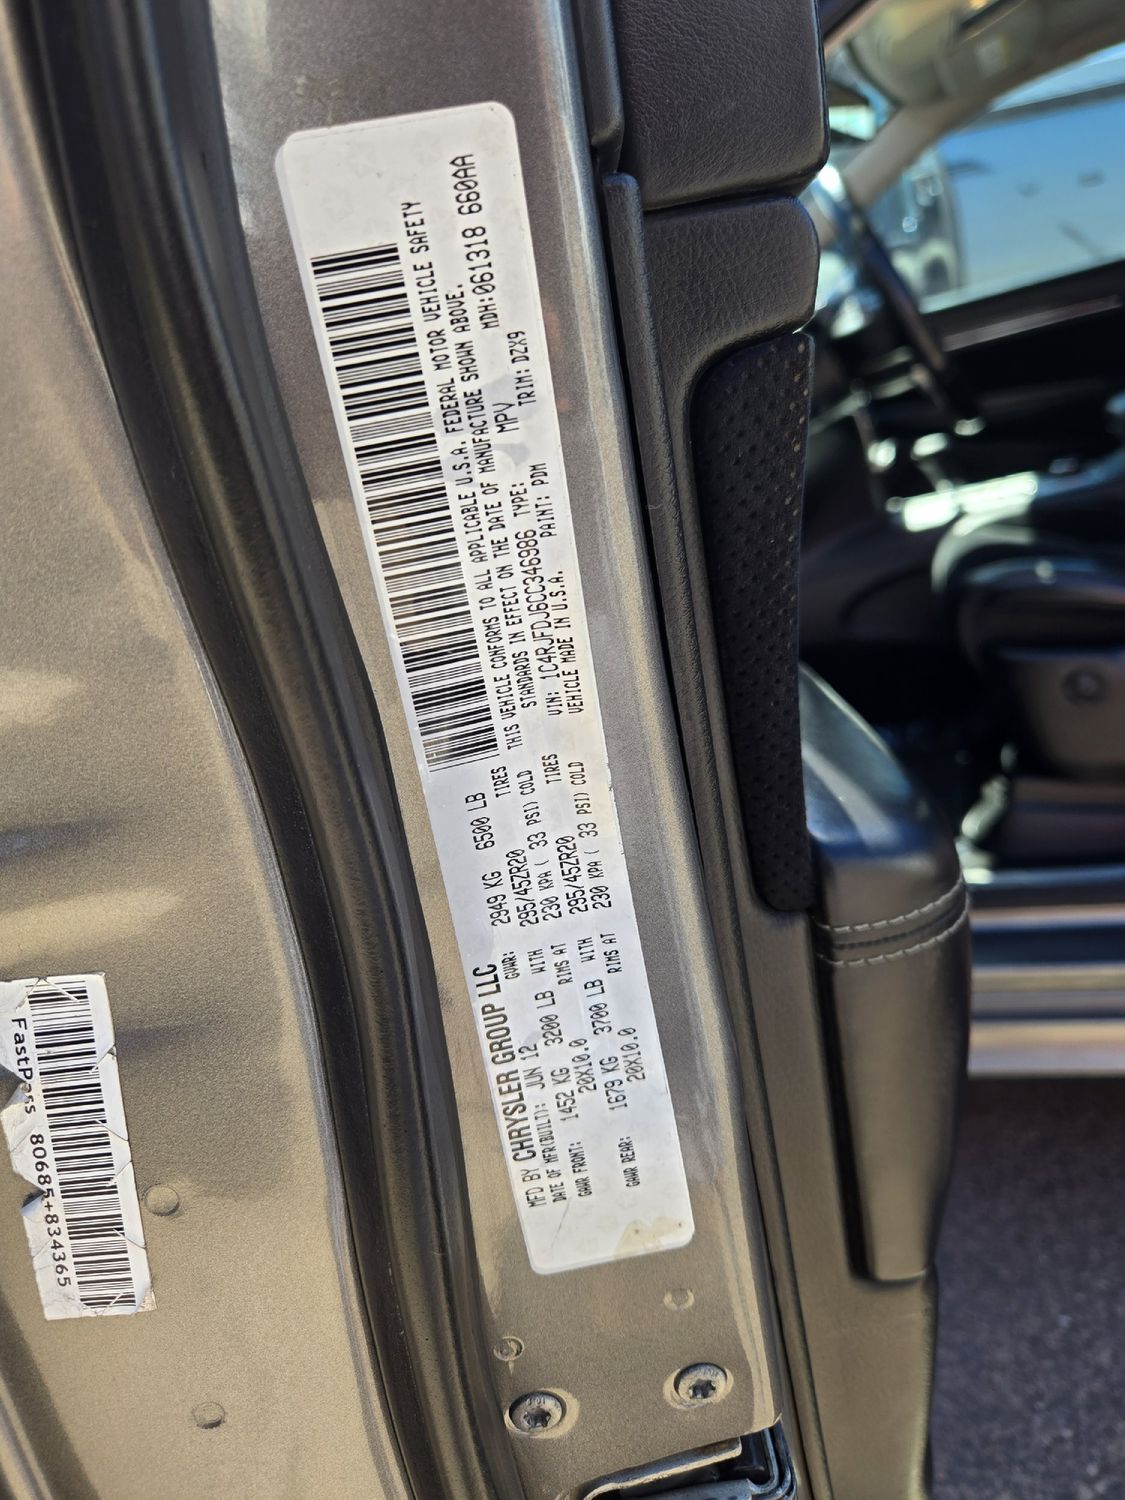 MFD BY CHRYSLER GROUP LLC
DATE OF MFR(BUILT): JUN 12 GVWR: 2949 KG 6500 LB
GAWR FRONT: 1452 KG 3200 LB WITH 295/45ZR20 TIRES
20X10.0 RIMS AT 230 KPA ( 33 PSI) COLD
GAWR REAR: 1679 KG 3700 LB WITH 295/45ZR20 TIRES
20X10.0 RIMS AT 230 KPA ( 33 PSI) COLD
THIS VEHICLE CONFORMS TO ALL APPLICABLE U.S.A. FEDERAL MOTOR VEHICLE SAFETY
STANDARDS IN EFFECT ON THE DATE OF MANUFACTURE SHOWN ABOVE.
VIN: 1C4RJFDJ6CC346986 TYPE: MPV MDH:061318 660AA
VEHICLE MADE IN U.S.A. PAINT: PDM TRIM: DZX9
FastPass 80685+834365